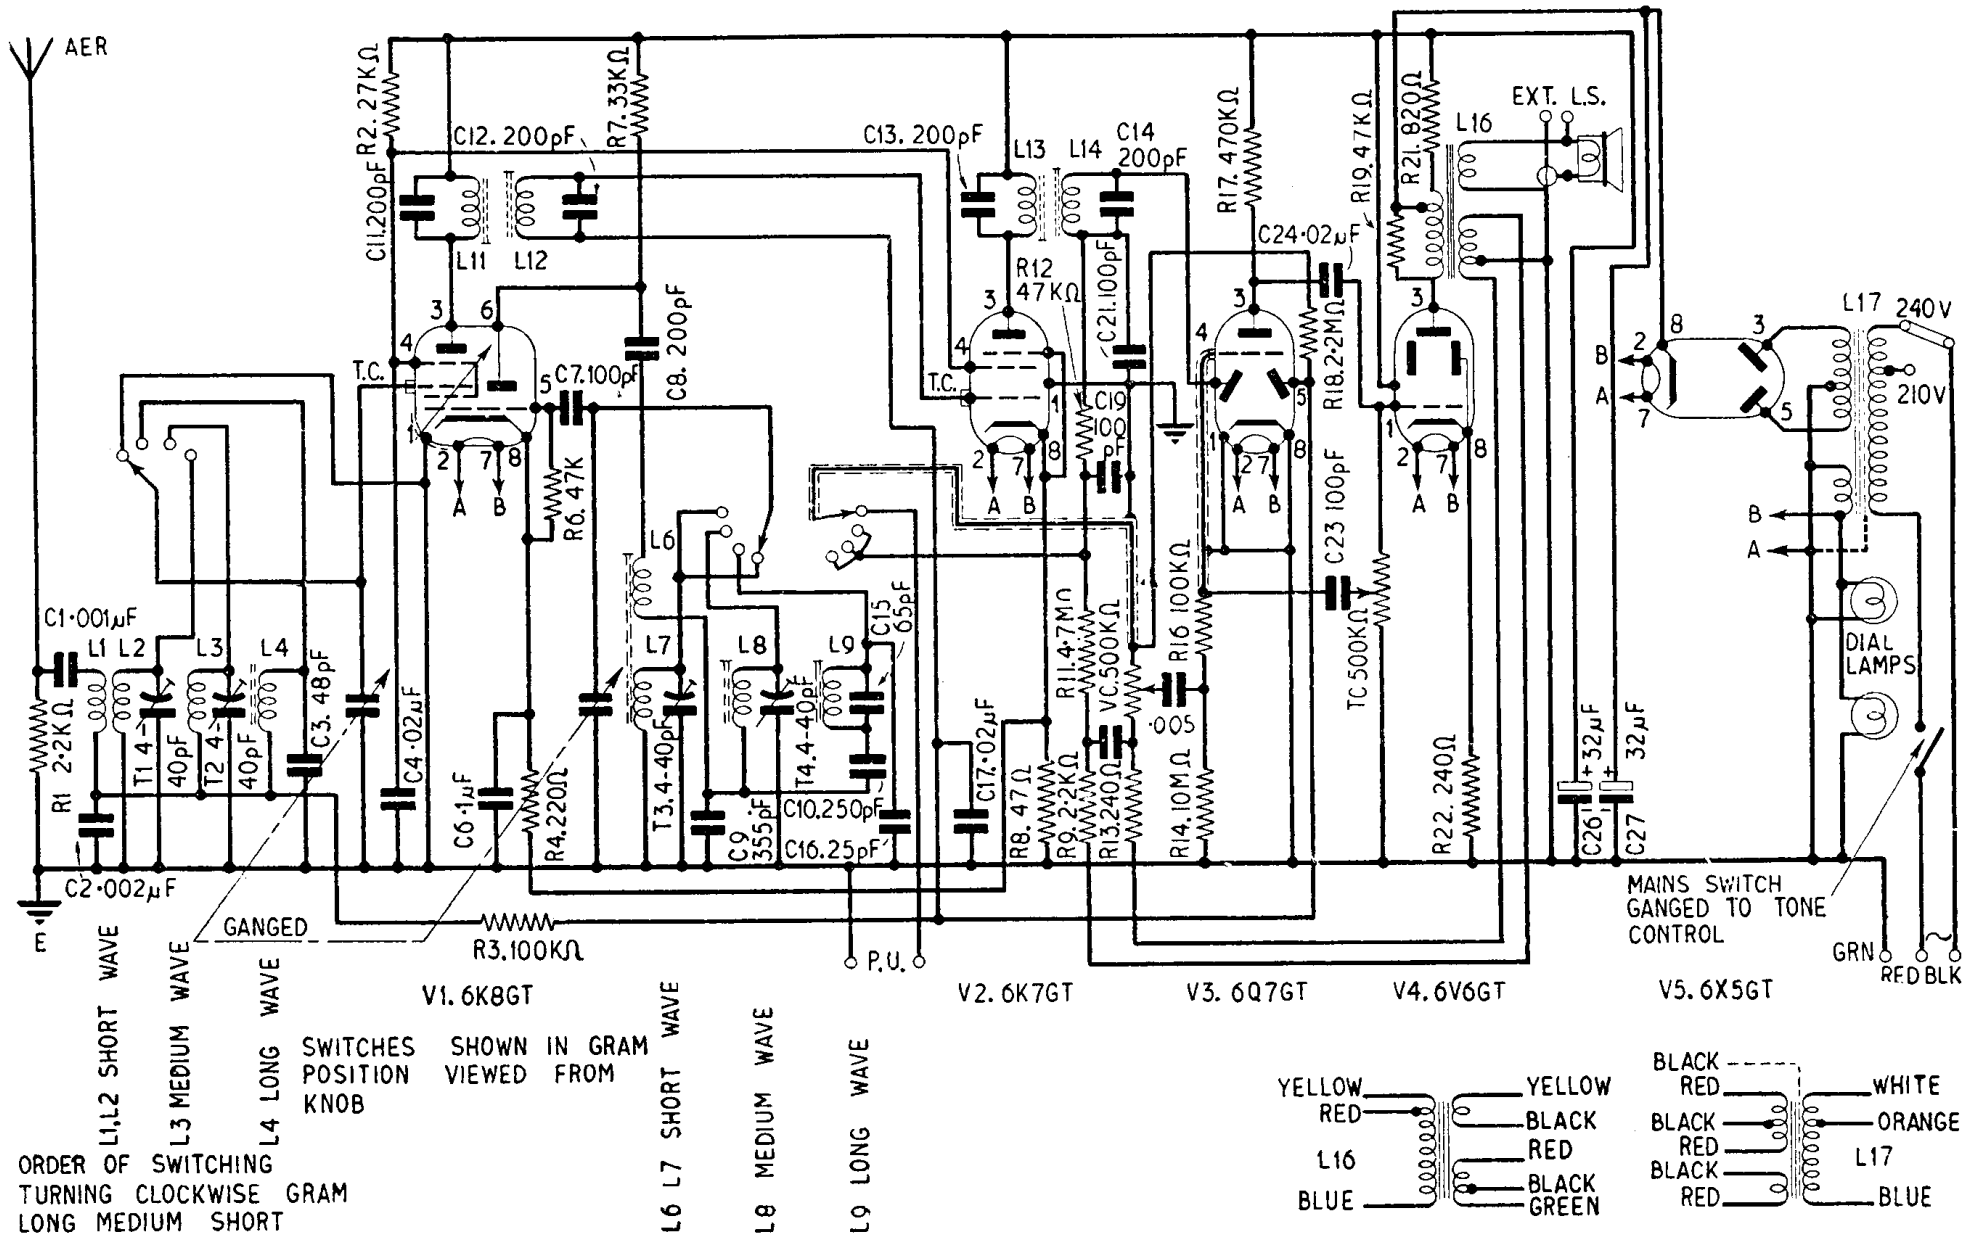 AER
R2. 27KΩ
C12. 200pF
R7. 33KΩ
C11. 200pF
L11
L12
C13. 200pF
L13
L14
C14
200pF
R17. 470KΩ
R19. 47KΩ
R21. 820Ω
EXT. L.S.
L16
C24 ·02µF
R12
47KΩ
C21. 100pF
R18. 2·2MΩ
L17
240V
210V
3
6
4
T.C.
5
1
2
7
8
A
B
C7. 100pF
C8. 200pF
R6. 47K
3
4
T.C.
1
8
2
7
A
B
C19
100
pF
3
4
5
1
2
7
8
A
B
C23 100pF
3
1
8
2
7
A
B
B
A
2
8
3
7
5
B
A
DIAL
LAMPS
C1 ·001µF
L1
L2
L3
L4
R1 2·2KΩ
T1 4-
40pF
T2 4-
40pF
C3. 48pF
C4 ·02µF
C6 ·1µF
R4. 220Ω
L6
L7
L8
L9
C15
65pF
T3. 4-40pF
C9
355pF
T4. 4-40pF
C10. 250pF
C16. 25pF
C17 ·02µF
R8. 47Ω
R11. 4·7MΩ
VC. 500KΩ
R16 100KΩ
·005
TC 500KΩ
R9. 2·2KΩ
R13. 240Ω
R14. 10MΩ
R22. 240Ω
C26
+
32µF
C27
+
32µF
C2 ·002µF
E
GANGED
R3. 100KΩ
P.U.
MAINS SWITCH
GANGED TO TONE
CONTROL
GRN
RED
BLK
~
V1. 6K8GT
V2. 6K7GT
V3. 6Q7GT
V4. 6V6GT
V5. 6X5GT
L1, L2 SHORT WAVE
L3 MEDIUM WAVE
L4 LONG WAVE
SWITCHES SHOWN IN GRAM
POSITION VIEWED FROM
KNOB
L6 L7 SHORT WAVE
L8 MEDIUM WAVE
L9 LONG WAVE
ORDER OF SWITCHING
TURNING CLOCKWISE GRAM
LONG MEDIUM SHORT
YELLOW
RED
L16
BLUE
YELLOW
BLACK
RED
BLACK
GREEN
BLACK
RED
BLACK
RED
BLACK
RED
WHITE
ORANGE
L17
BLUE